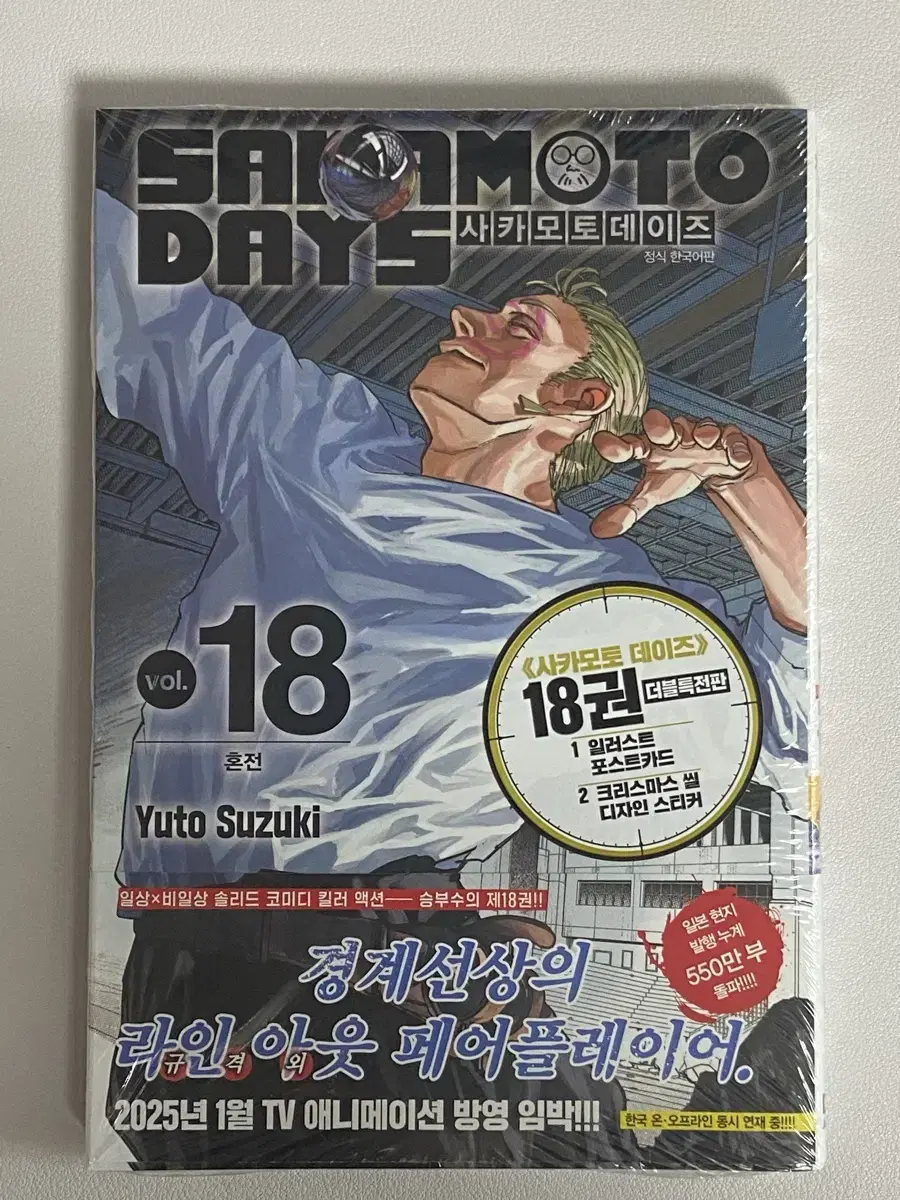 SAKAMOTO
DAYS
사카모토 데이즈
정식 한국어판
vol. 18
혼전
Yuto Suzuki
《사카모토 데이즈》
18권 더블특전판
1 일러스트
포스트카드
2 크리스마스 씰
디자인 스티커
일상×비일상 솔리드 코미디 킬러 액션── 승부수의 제18권!!
일본 현지
발행 누계
550만 부
돌파!!!!
경계선상의
라인 아웃 페어플레이어.
규격외
2025년 1월 TV 애니메이션 방영 임박!!!
한국 온·오프라인 동시 연재 중!!!!